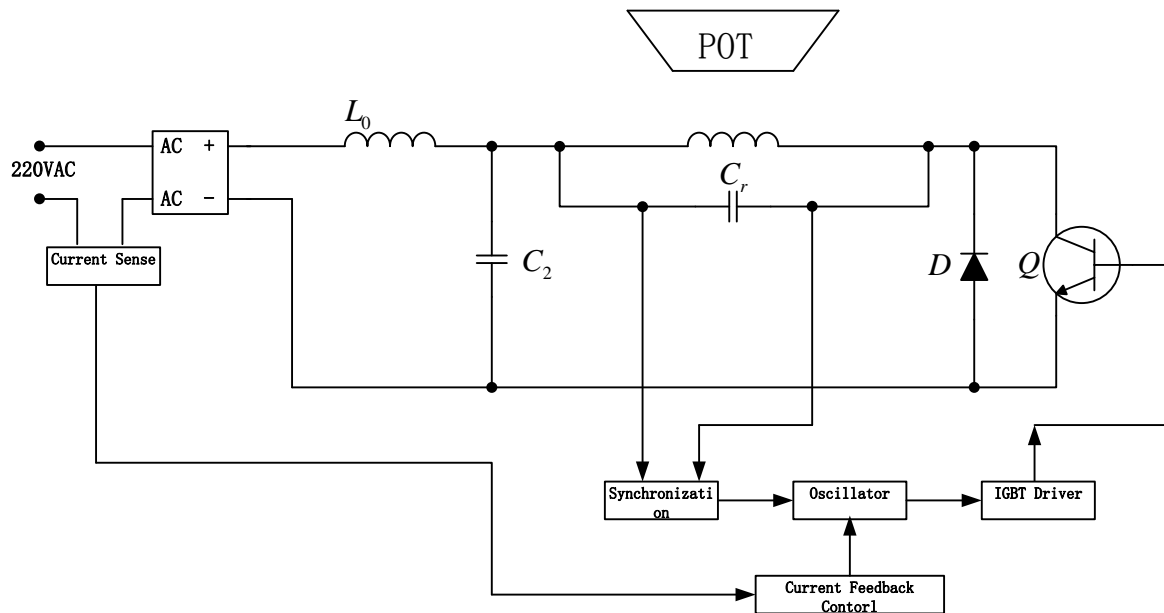 POT
L0
AC +
220VAC
AC -
Cr
Current Sense
C2
D
Q
Synchronizati
on
Oscillator
IGBT Driver
Current Feedback
Contorl